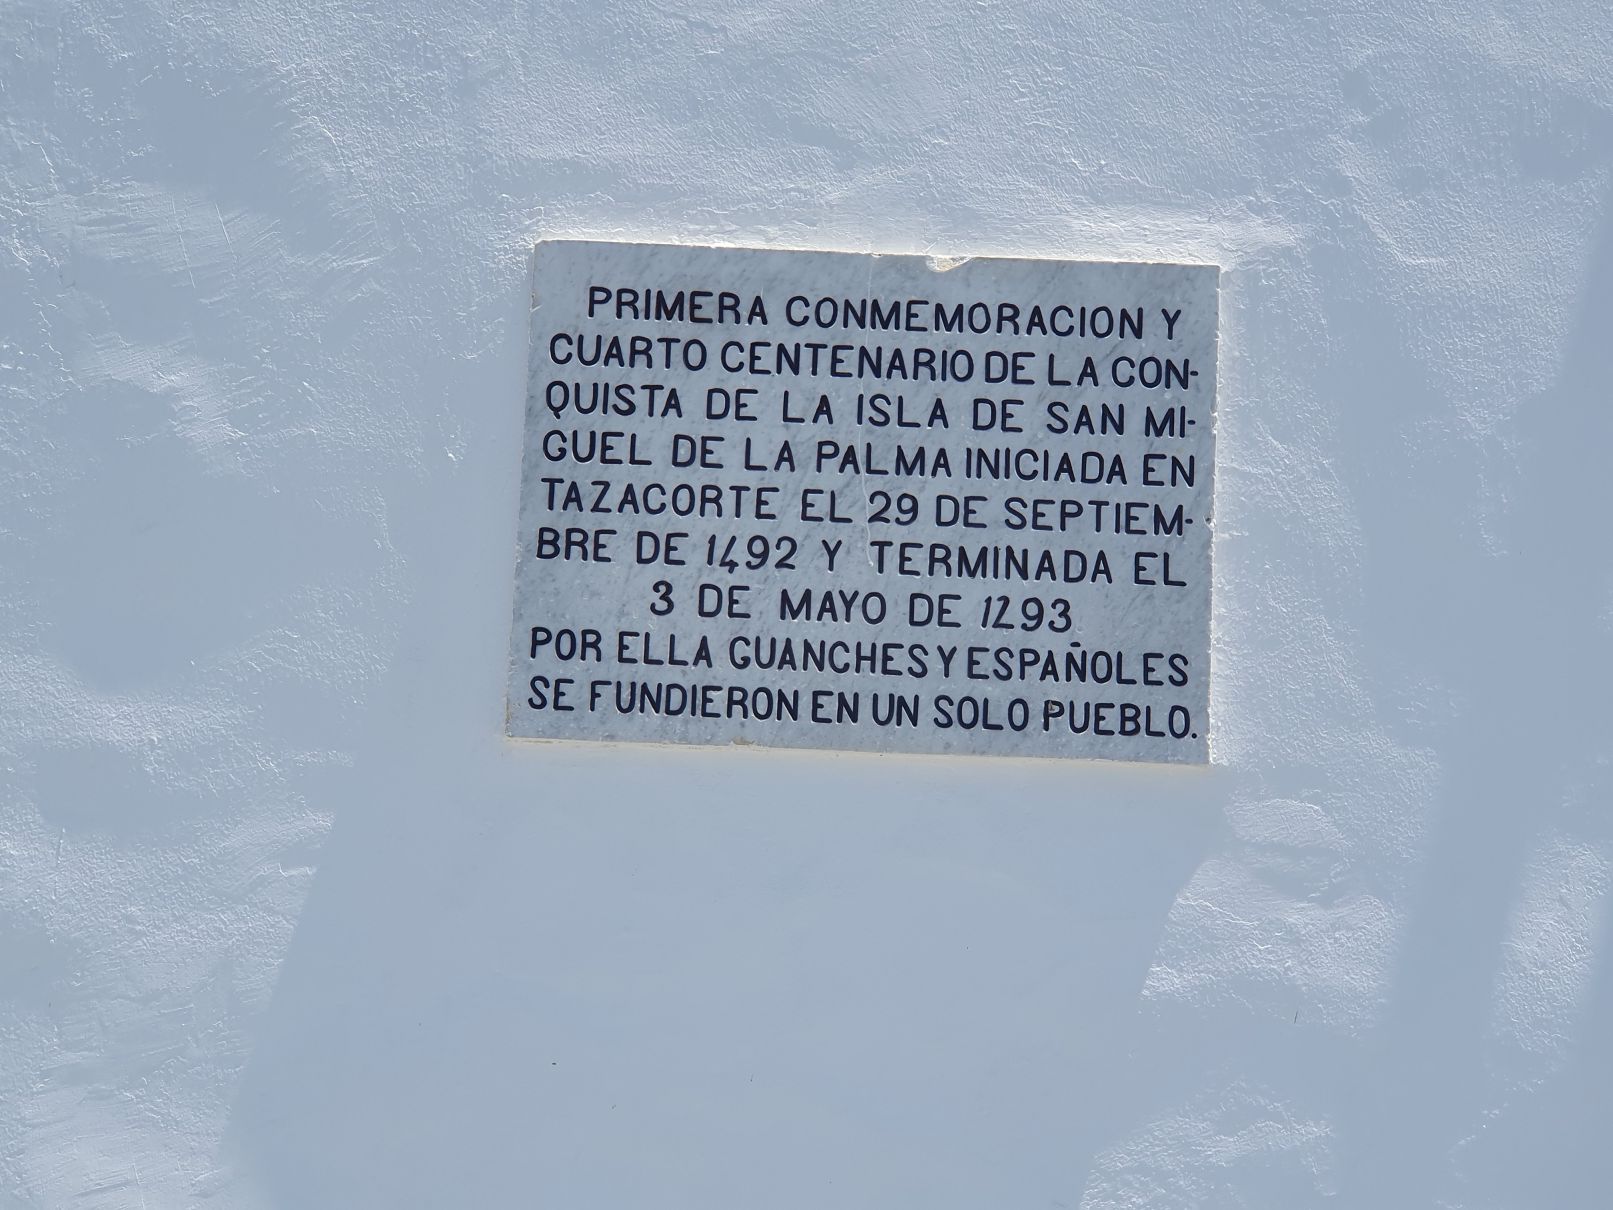 PRIMERA CONMEMORACION Y
CUARTO CENTENARIO DE LA CON-
QUISTA DE LA ISLA DE SAN MI-
GUEL DE LA PALMA INICIADA EN
TAZACORTE EL 29 DE SEPTIEM-
BRE DE 1492 Y TERMINADA EL
3 DE MAYO DE 1293
POR ELLA GUANCHES Y ESPAÑOLES
SE FUNDIERON EN UN SOLO PUEBLO.